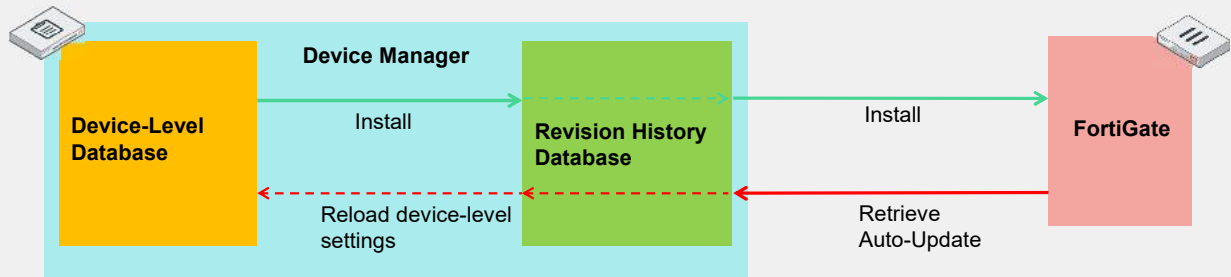 Device Manager
Device-Level
Database
Install
Revision History
Database
Install
FortiGate
Reload device-level
settings
Retrieve
Auto-Update